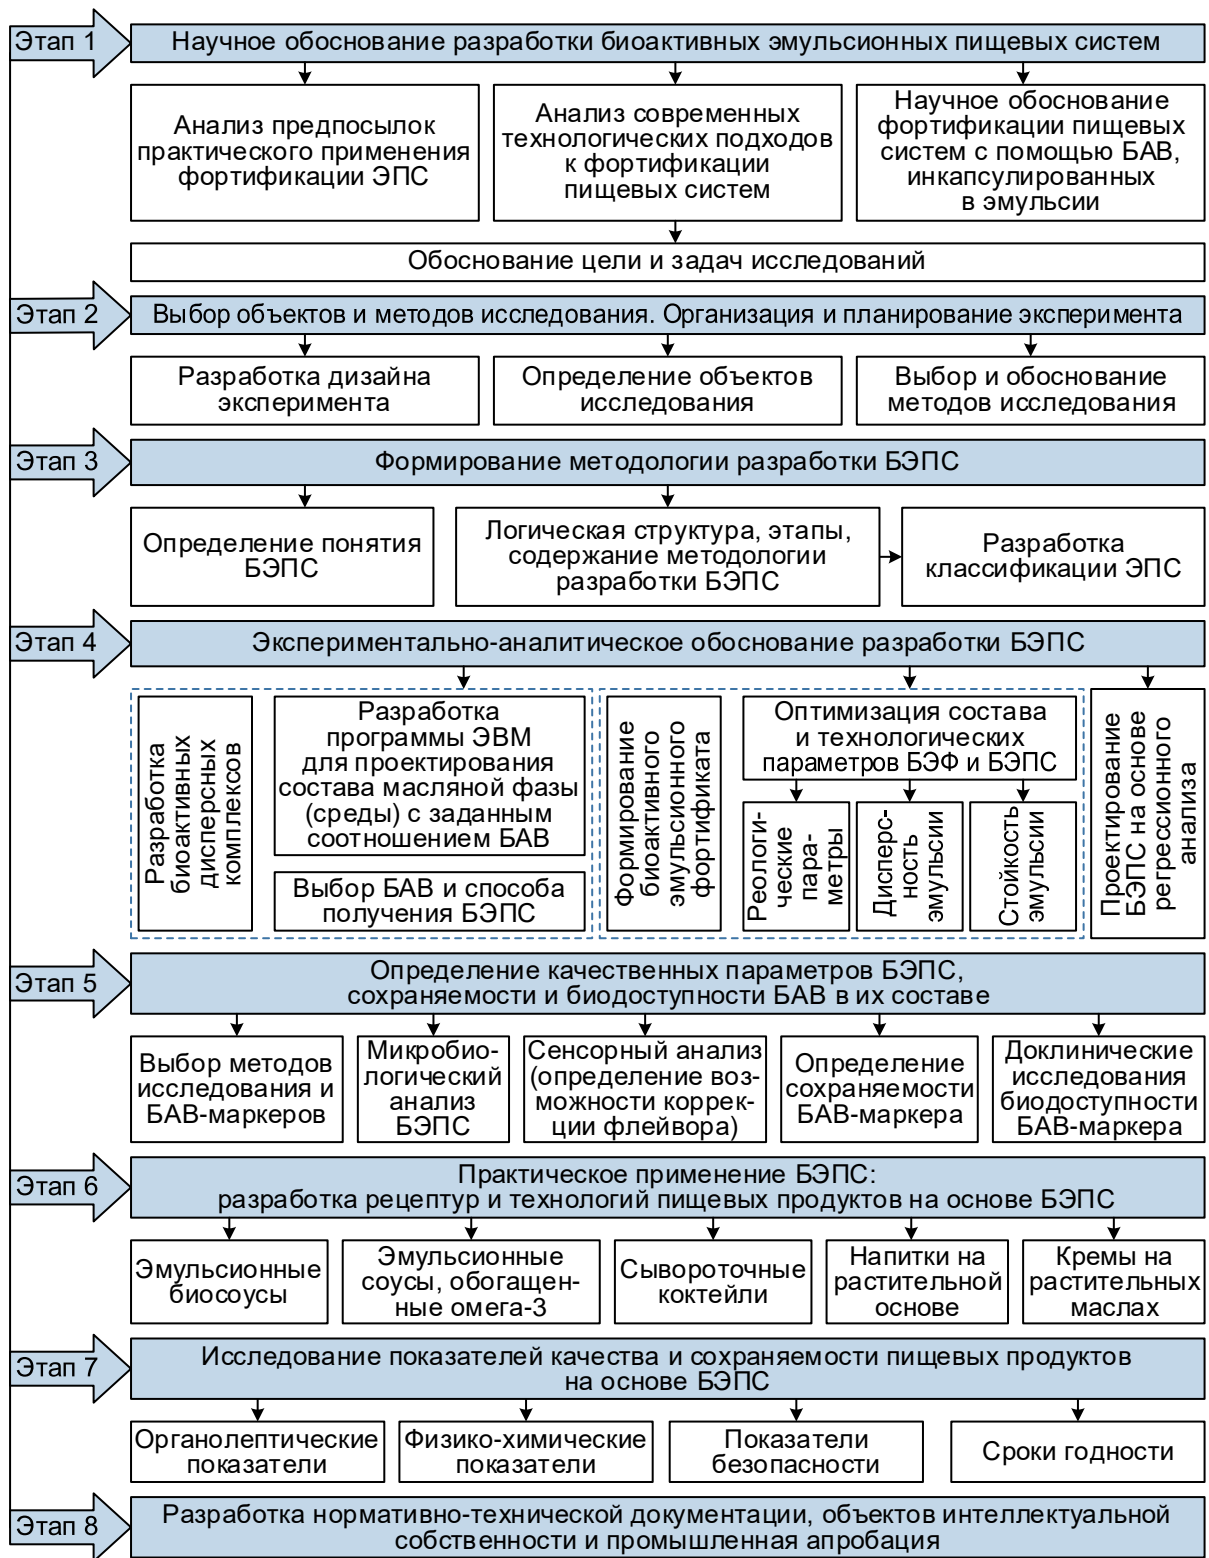 Этап 1
Научное обоснование разработки биоактивных эмульсионных пищевых систем
Анализ предпосылок
практического применения
фортификации ЭПС
Анализ современных
технологических подходов
к фортификации
пищевых систем
Научное обоснование
фортификации пищевых
систем с помощью БАВ,
инкапсулированных
в эмульсии
Обоснование цели и задач исследований
Этап 2
Выбор объектов и методов исследования. Организация и планирование эксперимента
Разработка дизайна
эксперимента
Определение объектов
исследования
Выбор и обоснование
методов исследования
Этап 3
Формирование методологии разработки БЭПС
Определение понятия
БЭПС
Логическая структура, этапы,
содержание методологии
разработки БЭПС
Разработка
классификации ЭПС
Этап 4
Экспериментально-аналитическое обоснование разработки БЭПС
Разработка
биоактивных
дисперсных
комплексов
Разработка
программы ЭВМ
для проектирования
состава масляной фазы
(среды) с заданным
соотношением БАВ
Выбор БАВ и способа
получения БЭПС
Формирование
биоактивного
эмульсионного
фортификата
Оптимизация состава
и технологических
параметров БЭФ и БЭПС
Реологи-
ческие
пара-
метры
Дисперс-
ность
эмульсии
Стойкость
эмульсии
Проектирование
БЭПС на основе
регрессионного
анализа
Этап 5
Определение качественных параметров БЭПС,
сохраняемости и биодоступности БАВ в их составе
Выбор методов
исследования и
БАВ-маркеров
Микробио-
логический
анализ
БЭПС
Сенсорный анализ
(определение воз-
можности коррек-
ции флейвора)
Определение
сохраняемости
БАВ-маркера
Доклинические
исследования
биодоступности
БАВ-маркера
Этап 6
Практическое применение БЭПС:
разработка рецептур и технологий пищевых продуктов на основе БЭПС
Эмульсионные
биосоусы
Эмульсионные
соусы, обогащен-
ные омега-3
Сывороточные
коктейли
Напитки на
растительной
основе
Кремы на
растительных
маслах
Этап 7
Исследование показателей качества и сохраняемости пищевых продуктов
на основе БЭПС
Органолептические
показатели
Физико-химические
показатели
Показатели
безопасности
Сроки годности
Этап 8
Разработка нормативно-технической документации, объектов интеллектуальной
собственности и промышленная апробация